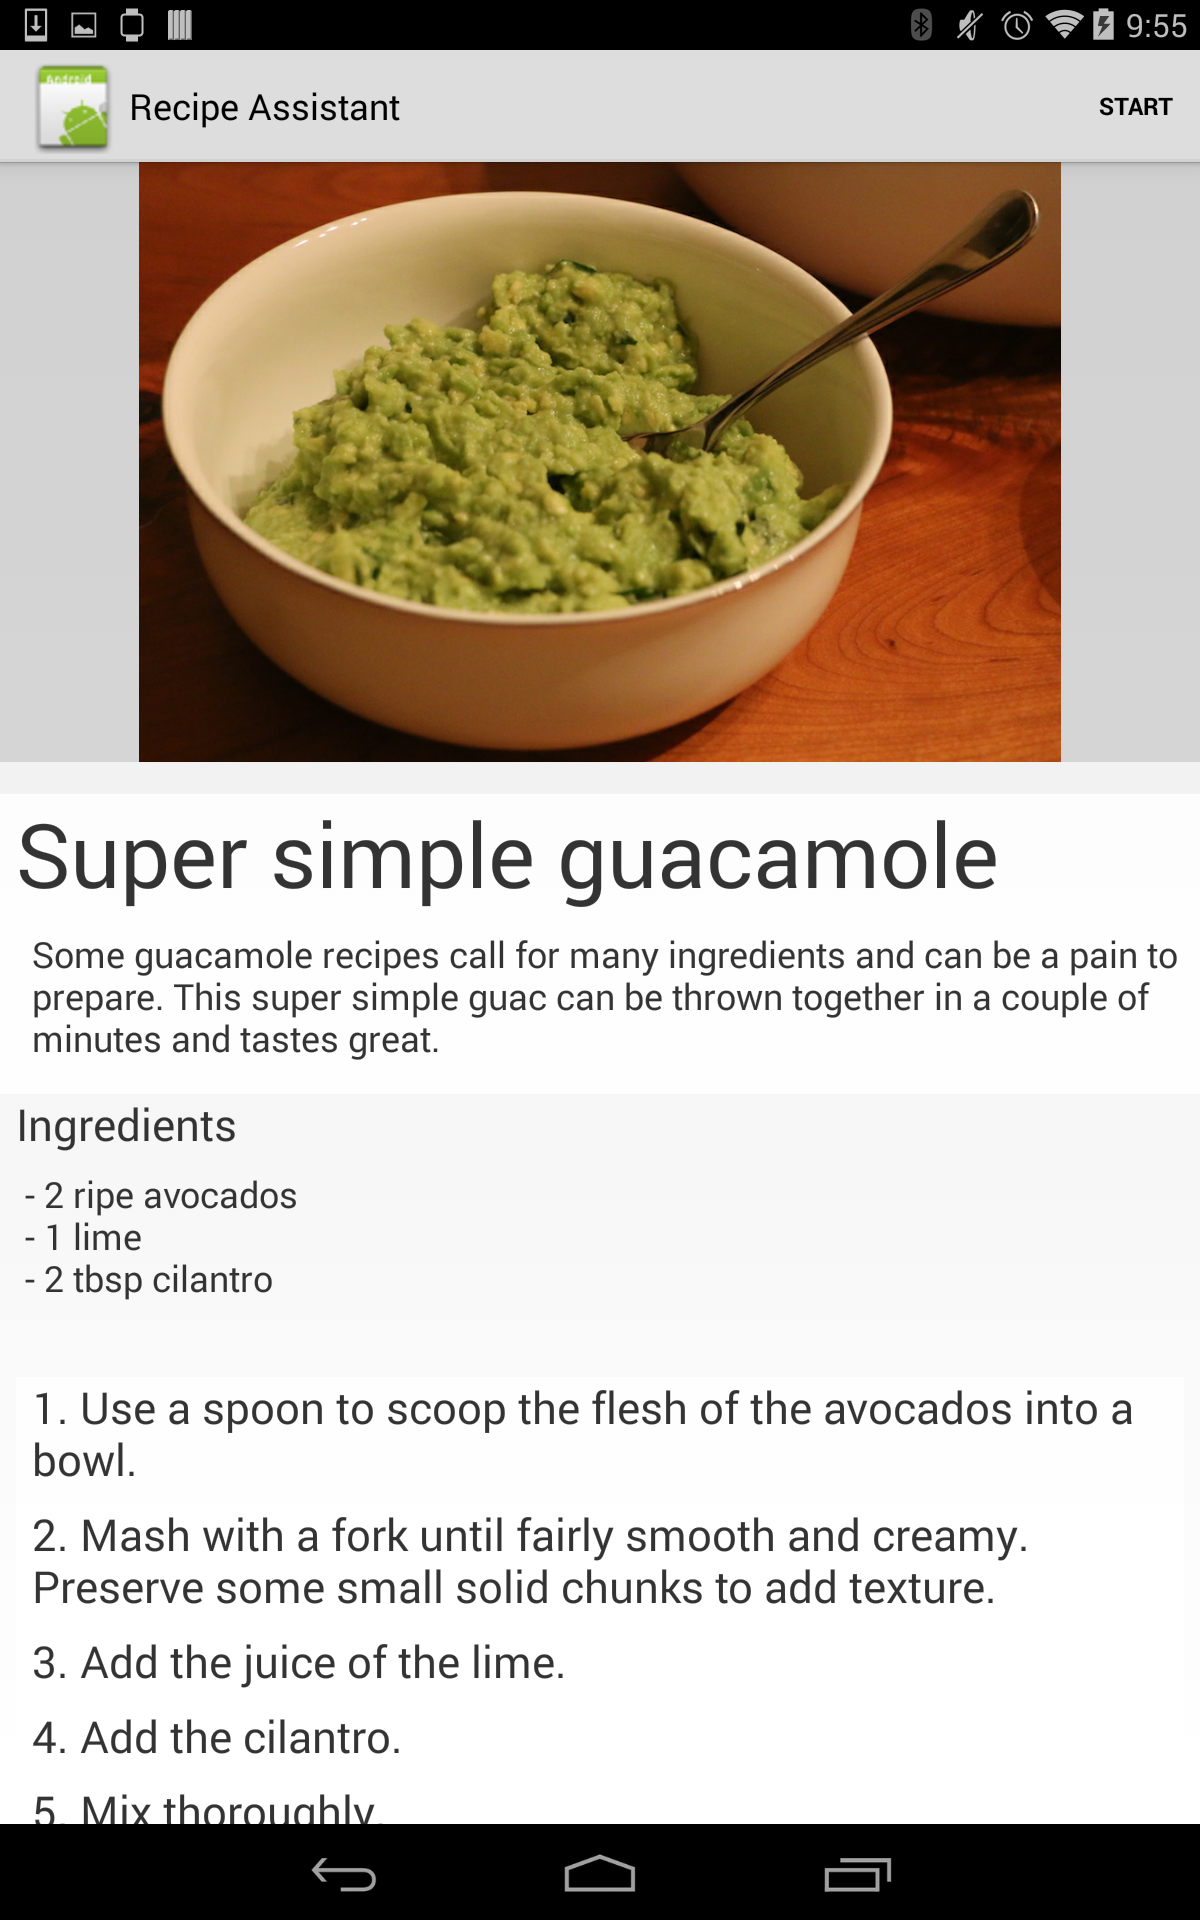 9:55
Android
Recipe Assistant
START
Super simple guacamole
Some guacamole recipes call for many ingredients and can be a pain to
prepare. This super simple guac can be thrown together in a couple of
minutes and tastes great.
Ingredients
- 2 ripe avocados
- 1 lime
- 2 tbsp cilantro
1. Use a spoon to scoop the flesh of the avocados into a
bowl.
2. Mash with a fork until fairly smooth and creamy.
Preserve some small solid chunks to add texture.
3. Add the juice of the lime.
4. Add the cilantro.
5. Mix thoroughly.